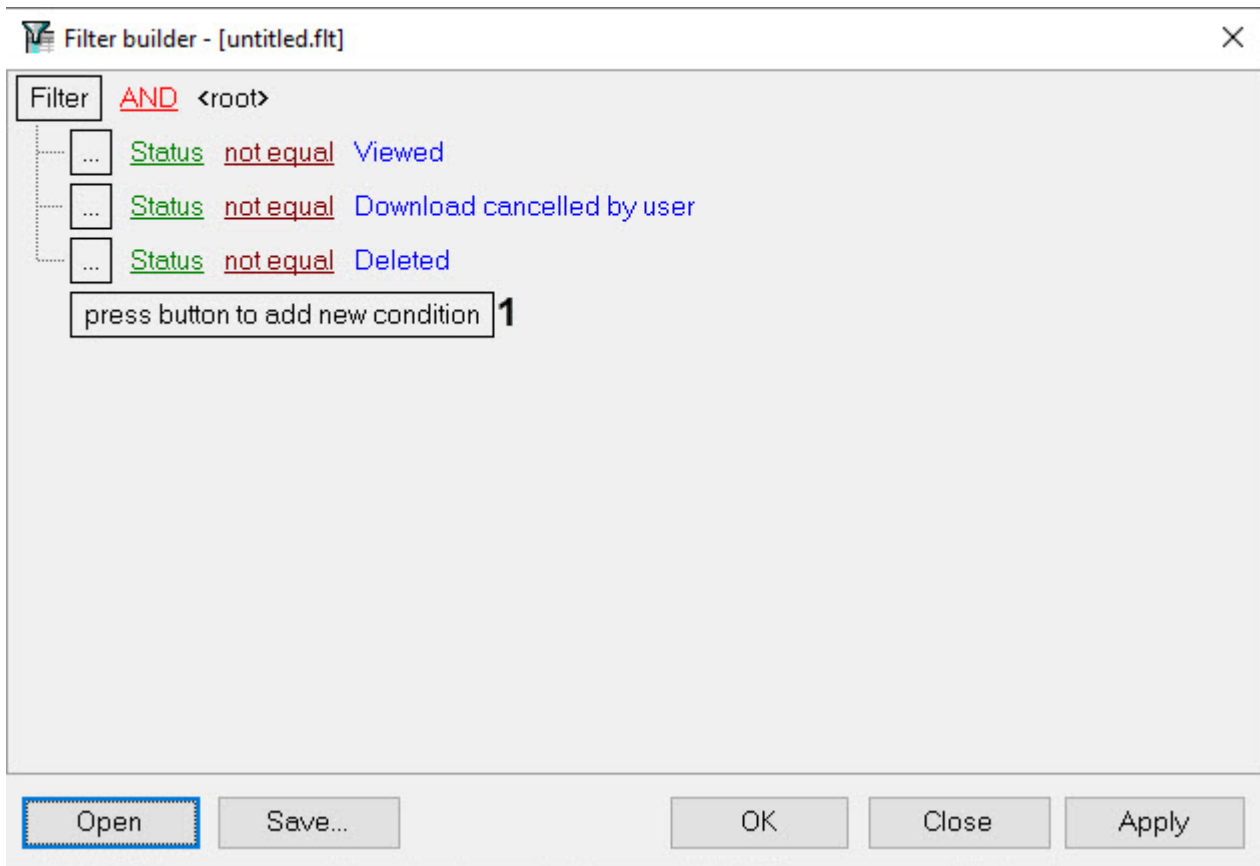 Filter builder - [untitled.flt]
Filter AND <root>
... Status not equal Viewed
... Status not equal Download cancelled by user
... Status not equal Deleted
press button to add new condition 1
Open Save... OK Close Apply